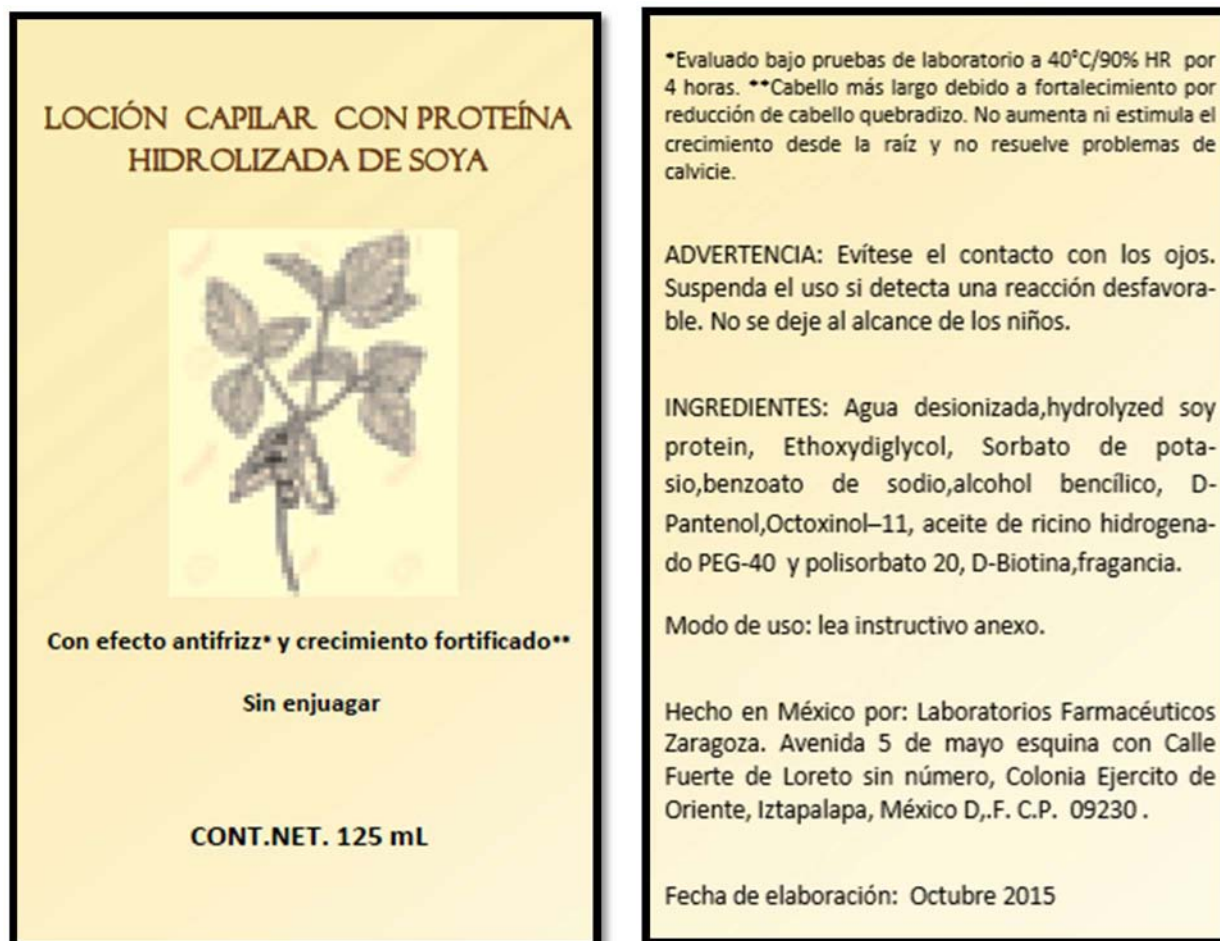 LOCIÓN CAPILAR CON PROTEÍNA
HIDROLIZADA DE SOYA
Con efecto antifrizz* y crecimiento fortificado**
Sin enjuagar
CONT.NET. 125 mL
*Evaluado bajo pruebas de laboratorio a 40°C/90% HR por
4 horas. **Cabello más largo debido a fortalecimiento por
reducción de cabello quebradizo. No aumenta ni estimula el
crecimiento desde la raíz y no resuelve problemas de
calvicie.
ADVERTENCIA: Evítese el contacto con los ojos.
Suspenda el uso si detecta una reacción desfavora-
ble. No se deje al alcance de los niños.
INGREDIENTES: Agua desionizada,hydrolyzed soy
protein, Ethoxydiglycol, Sorbato de pota-
sio,benzoato de sodio,alcohol bencílico, D-
Pantenol,Octoxinol–11, aceite de ricino hidrogena-
do PEG-40 y polisorbato 20, D-Biotina,fragancia.
Modo de uso: lea instructivo anexo.
Hecho en México por: Laboratorios Farmacéuticos
Zaragoza. Avenida 5 de mayo esquina con Calle
Fuerte de Loreto sin número, Colonia Ejercito de
Oriente, Iztapalapa, México D,.F. C.P. 09230 .
Fecha de elaboración: Octubre 2015